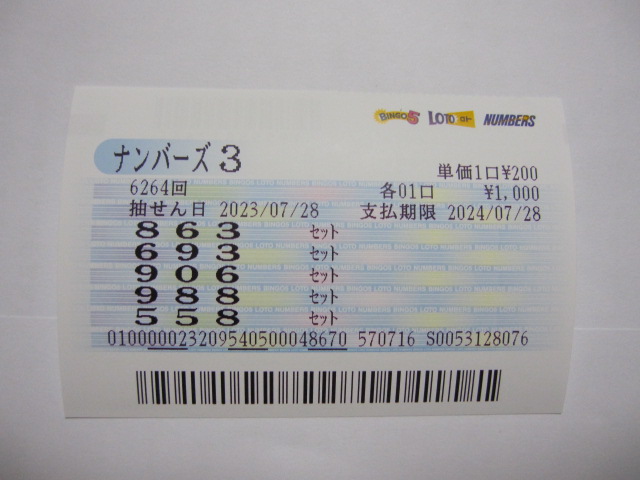 BINGO5 LOTO ロト NUMBERS
ナンバーズ3
単価1口¥200
6264回 各01口 ¥1,000
抽せん日 2023/07/28 支払期限 2024/07/28
863 セット
693 セット
906 セット
988 セット
558 セット
010000023209540500048670 570716 S0053128076